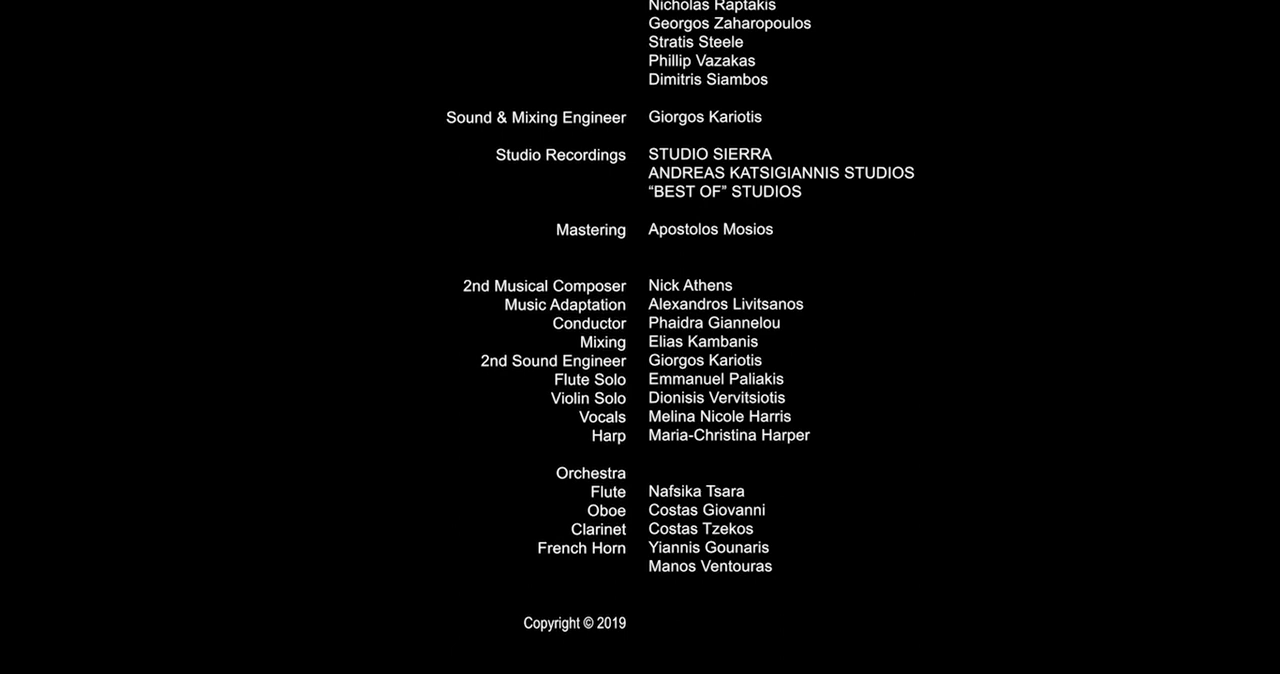 Nicholas Raptakis
Georgos Zaharopoulos
Stratis Steele
Phillip Vazakas
Dimitris Siambos
Sound & Mixing Engineer Giorgos Kariotis
Studio Recordings STUDIO SIERRA
ANDREAS KATSIGIANNIS STUDIOS
“BEST OF” STUDIOS
Mastering Apostolos Mosios
2nd Musical Composer Nick Athens
Music Adaptation Alexandros Livitsanos
Conductor Phaidra Giannelou
Mixing Elias Kambanis
2nd Sound Engineer Giorgos Kariotis
Flute Solo Emmanuel Paliakis
Violin Solo Dionisis Vervitsiotis
Vocals Melina Nicole Harris
Harp Maria-Christina Harper
Orchestra
Flute Nafsika Tsara
Oboe Costas Giovanni
Clarinet Costas Tzekos
French Horn Yiannis Gounaris
Manos Ventouras
Copyright © 2019